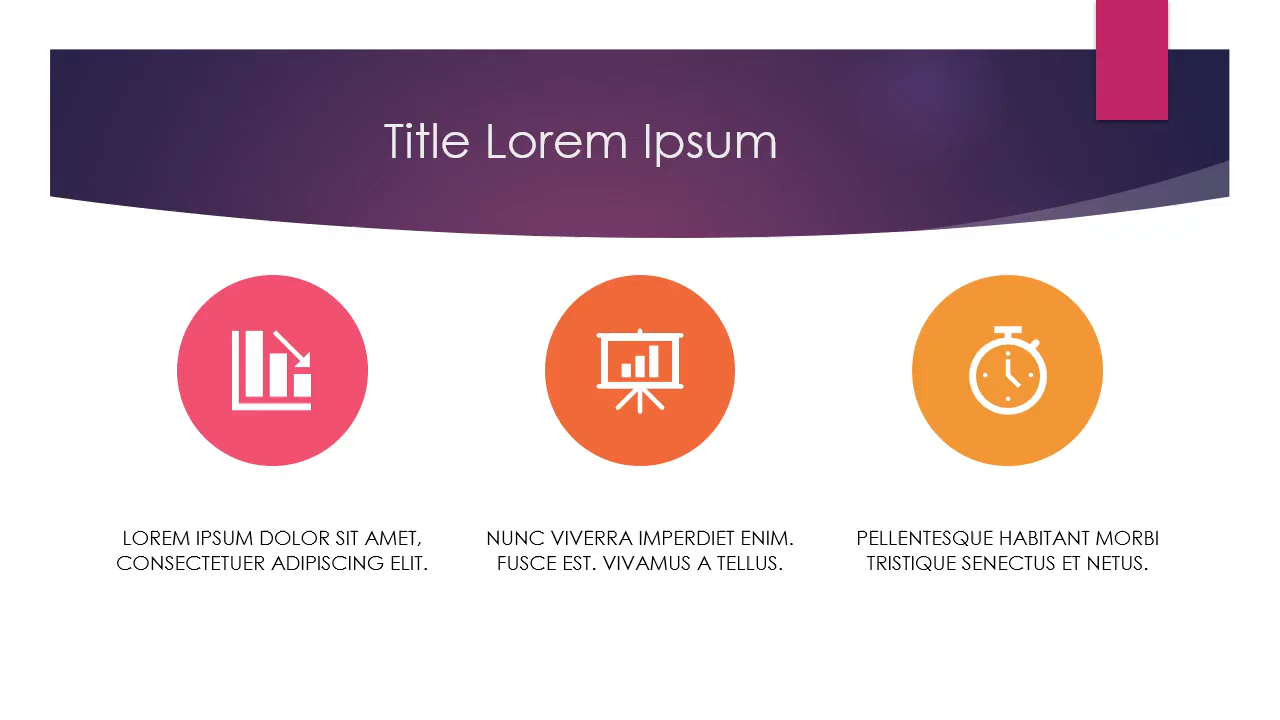 Title Lorem Ipsum
LOREM IPSUM DOLOR SIT AMET,
CONSECTETUER ADIPISCING ELIT.
NUNC VIVERRA IMPERDIET ENIM.
FUSCE EST. VIVAMUS A TELLUS.
PELLENTESQUE HABITANT MORBI
TRISTIQUE SENECTUS ET NETUS.